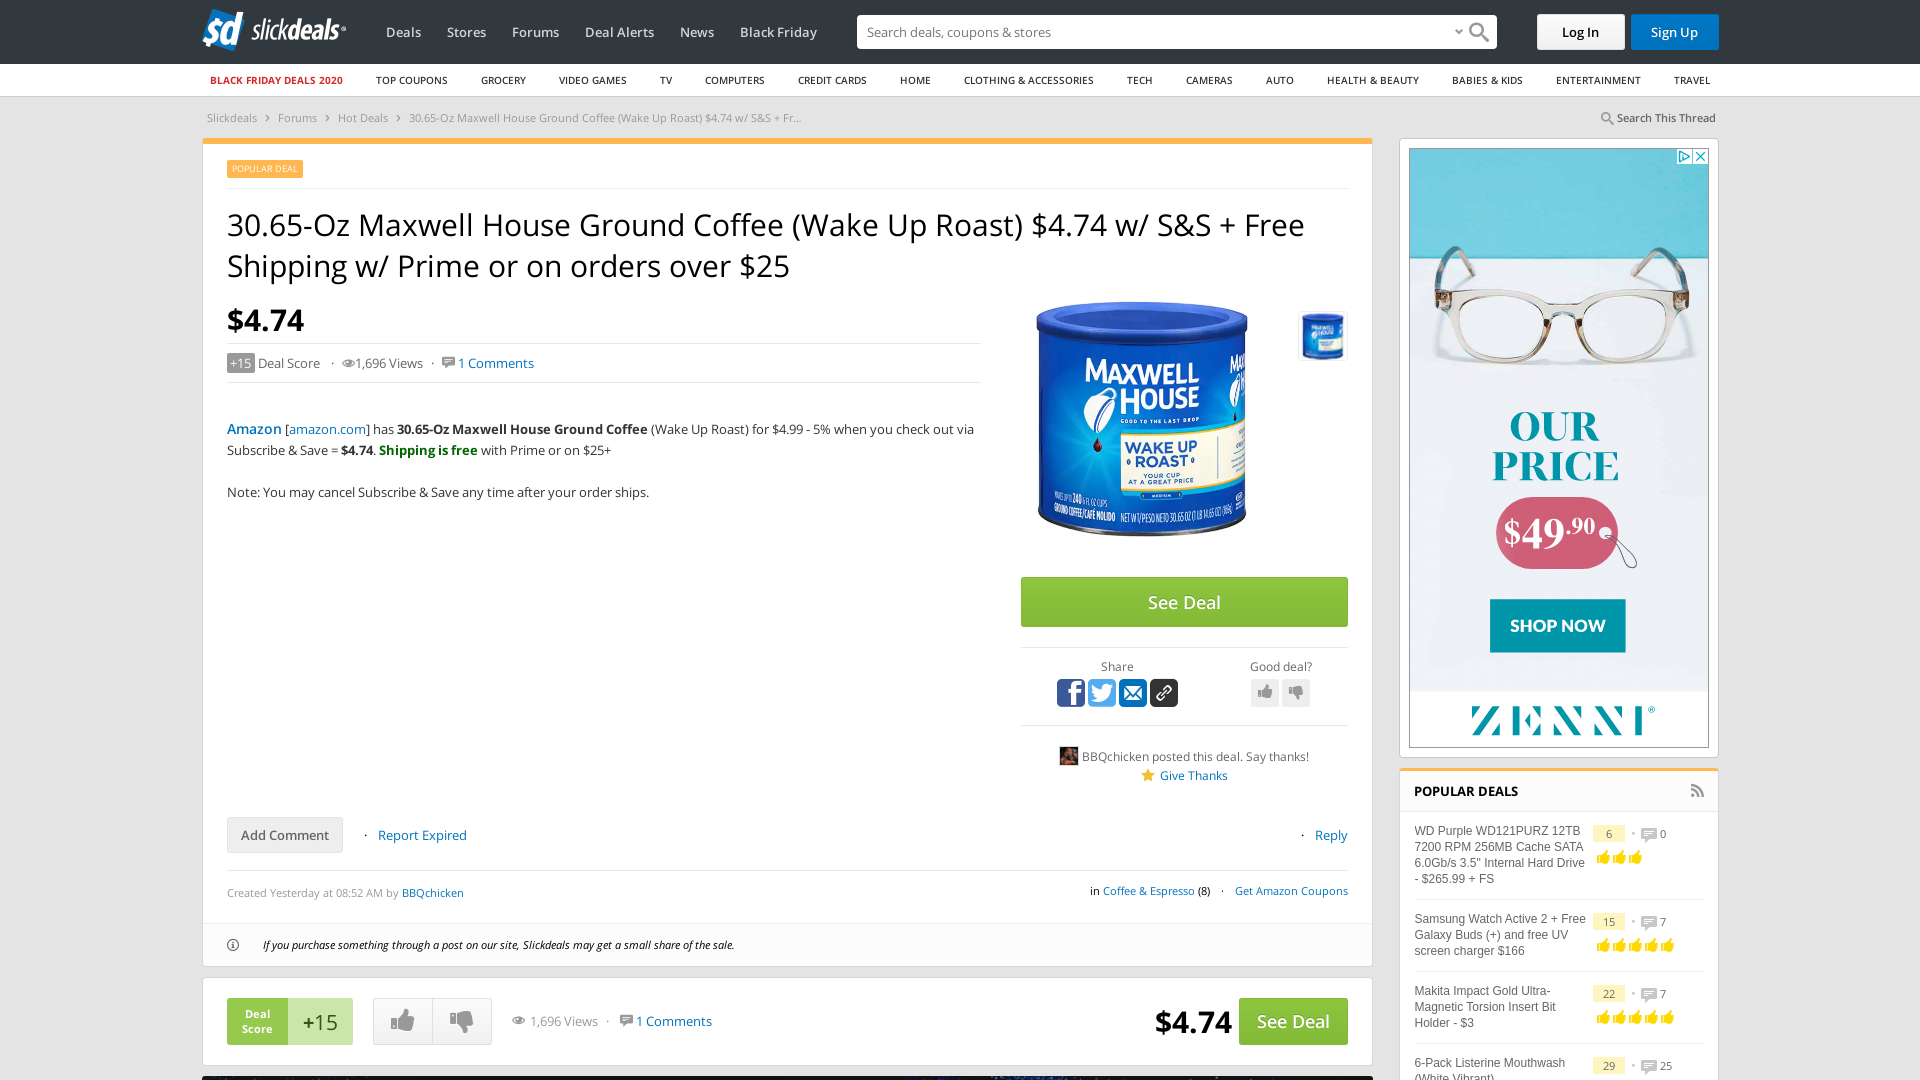 slickdeals
Deals
Stores
Forums
Deal Alerts
News
Black Friday
Search deals, coupons & stores
Log In
Sign Up
BLACK FRIDAY DEALS 2020
TOP COUPONS
GROCERY
VIDEO GAMES
TV
COMPUTERS
CREDIT CARDS
HOME
CLOTHING & ACCESSORIES
TECH
CAMERAS
AUTO
HEALTH & BEAUTY
BABIES & KIDS
ENTERTAINMENT
TRAVEL
Slickdeals > Forums > Hot Deals > 30.65-Oz Maxwell House Ground Coffee (Wake Up Roast) $4.74 w/ S&S + Fr...
Search This Thread
POPULAR DEAL
30.65-Oz Maxwell House Ground Coffee (Wake Up Roast) $4.74 w/ S&S + Free
Shipping w/ Prime or on orders over $25
$4.74
+15 Deal Score · 1,696 Views · 1 Comments
Amazon [amazon.com] has 30.65-Oz Maxwell House Ground Coffee (Wake Up Roast) for $4.99 - 5% when you check out via
Subscribe & Save = $4.74. Shipping is free with Prime or on $25+
Note: You may cancel Subscribe & Save any time after your order ships.
MAXWELL
HOUSE
GOOD TO THE LAST DROP
WAKE UP
ROAST
YOUR CUP
AT A GREAT PRICE
MEDIUM
See Deal
Share
Good deal?
BBQchicken posted this deal. Say thanks!
Give Thanks
Add Comment · Report Expired
· Reply
Created Yesterday at 08:52 AM by BBQchicken
in Coffee & Espresso (8) · Get Amazon Coupons
If you purchase something through a post on our site, Slickdeals may get a small share of the sale.
Deal
Score
+15
1,696 Views · 1 Comments
$4.74
See Deal
OUR
PRICE
$49.90
SHOP NOW
ZENNI®
POPULAR DEALS
WD Purple WD121PURZ 12TB
7200 RPM 256MB Cache SATA
6.0Gb/s 3.5" Internal Hard Drive
- $265.99 + FS
6 • 0
Samsung Watch Active 2 + Free
Galaxy Buds (+) and free UV
screen charger $166
15 • 7
Makita Impact Gold Ultra-
Magnetic Torsion Insert Bit
Holder - $3
22 • 7
6-Pack Listerine Mouthwash
(White Vibrant)
29 • 25